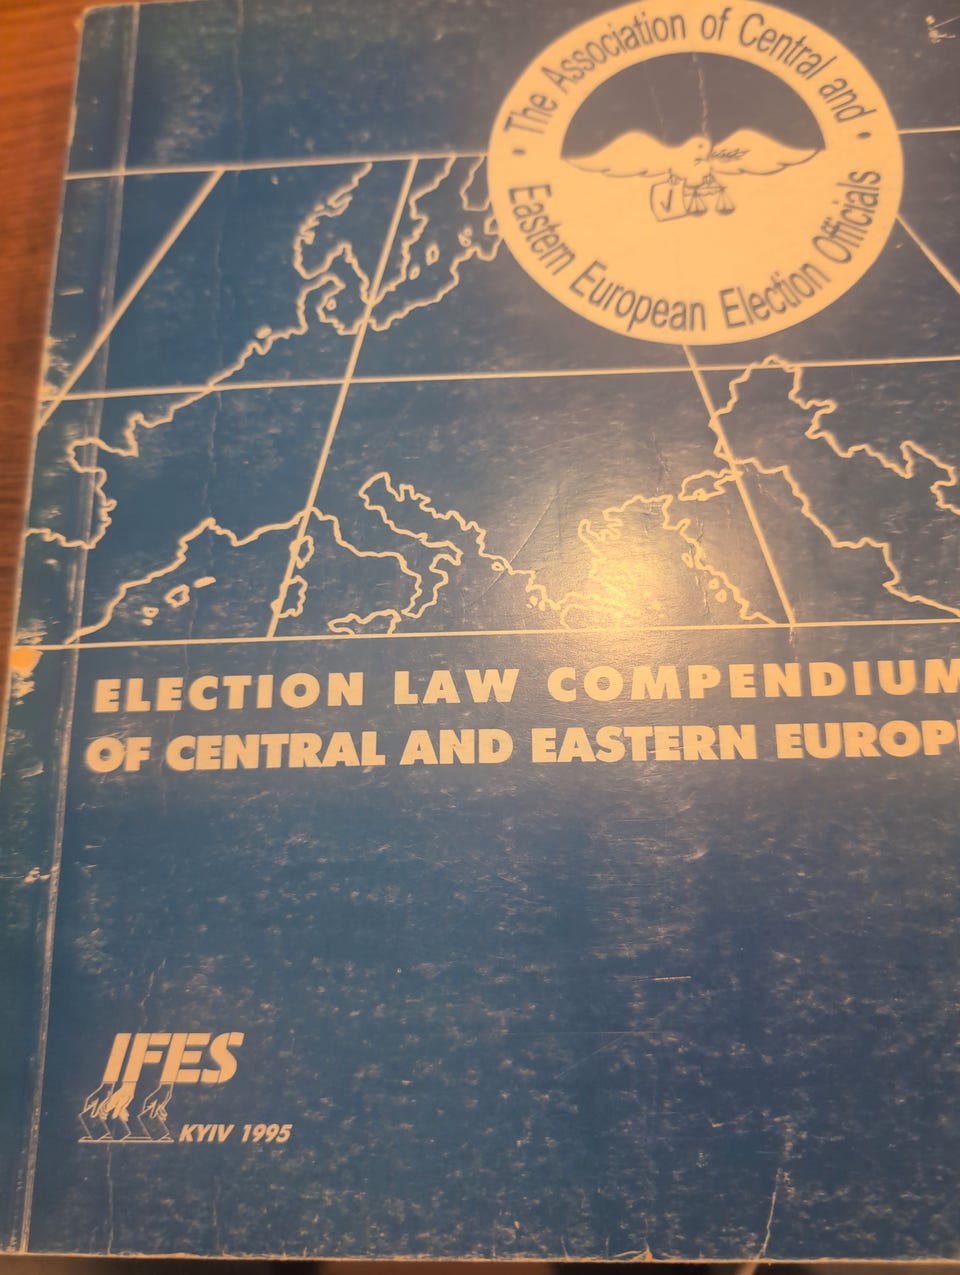 The Association of Central and
Eastern European Election Officials
ELECTION LAW COMPENDIUM
OF CENTRAL AND EASTERN EUROP
IFES
KYIV 1995